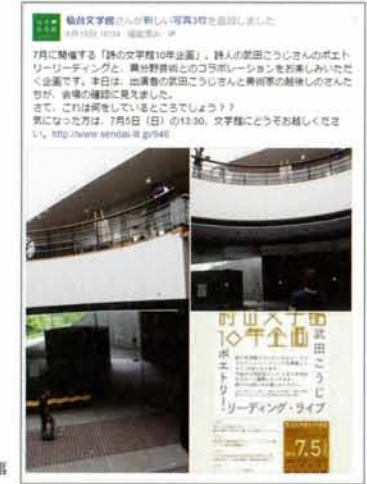 仙台文学館さんが新しい写真3枚を追加しました
7月に開催する「詩の文学館10年企画」。詩人の武田こうじさんのポエト
リーリーディングと、異分野芸術とのコラボレーションをお楽しみいただ
く企画です。本日は、出演者の武田こうじさんと美術家の越後しのさんた
ちが、会場の確認に見えました。
さて、これは何をしているところでしょう??
気になった方は、7月5日(日)の13:30、文学館にどうぞお越しくださ
い。http://www.sendai-lit.jp/946
10年企画
武田こうじ
ポエトリー・
リーディング・ライブ
7.5